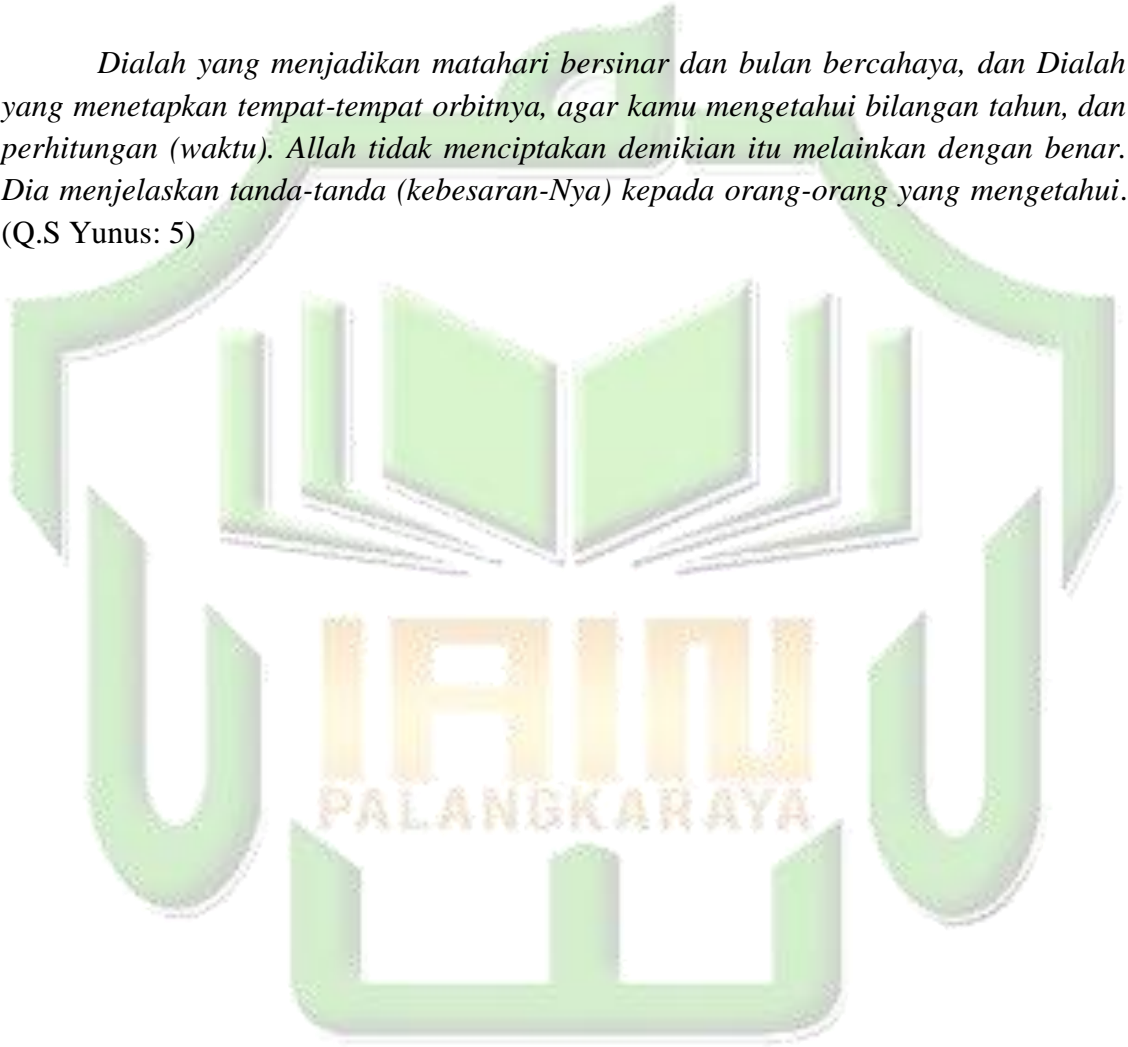 Dialah yang menjadikan matahari bersinar dan bulan bercahaya, dan Dialah
yang menetapkan tempat-tempat orbitnya, agar kamu mengetahui bilangan tahun, dan
perhitungan (waktu). Allah tidak menciptakan demikian itu melainkan dengan benar.
Dia menjelaskan tanda-tanda (kebesaran-Nya) kepada orang-orang yang mengetahui.
(Q.S Yunus: 5)
IAIN
PALANGKARAYA